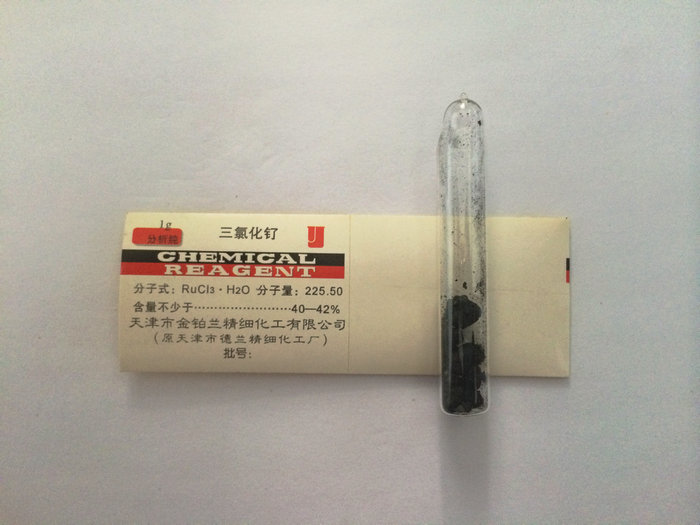 1g
分析纯
三氯化钌
CHEMICAL
REAGENT
分子式：RuCl3·H2O 分子量：225.50
含量不少于························40—42%
天津市金铂兰精细化工有限公司
（原天津市德兰精细化工厂）
批号：